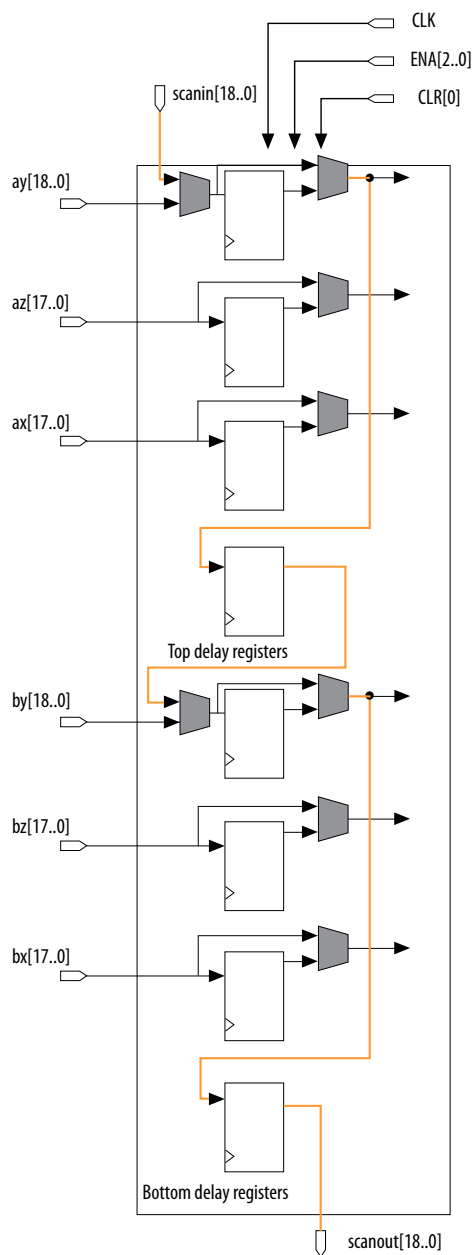 CLK
ENA[2..0]
scanin[18..0]
CLR[0]
ay[18..0]
az[17..0]
ax[17..0]
Top delay registers
by[18..0]
bz[17..0]
bx[17..0]
Bottom delay registers
scanout[18..0]